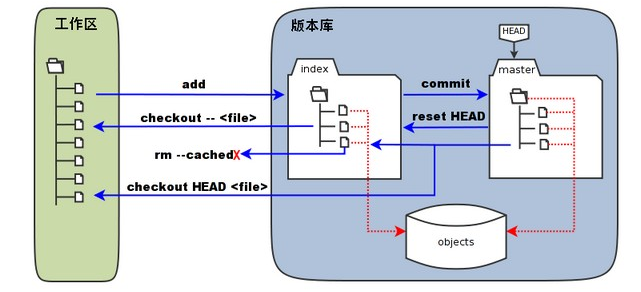 工作区
版本库
HEAD
index
master
add
commit
checkout -- <file>
reset HEAD
rm --cached
X
checkout HEAD <file>
objects